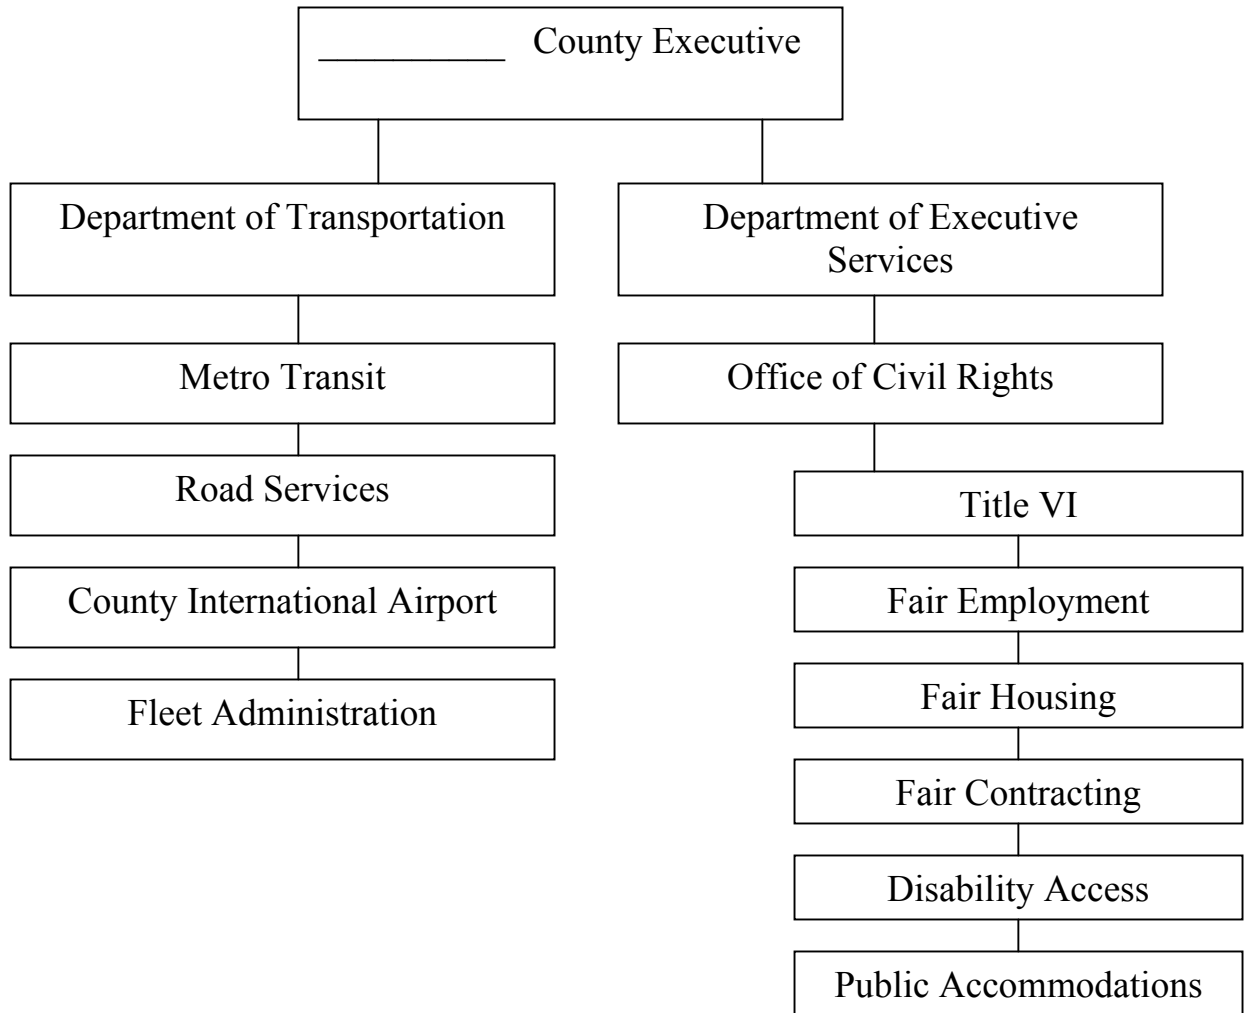 __________ County Executive
Department of Transportation
Department of Executive
Services
Metro Transit
Office of Civil Rights
Road Services
Title VI
County International Airport
Fair Employment
Fair Housing
Fleet Administration
Fair Contracting
Disability Access
Public Accommodations